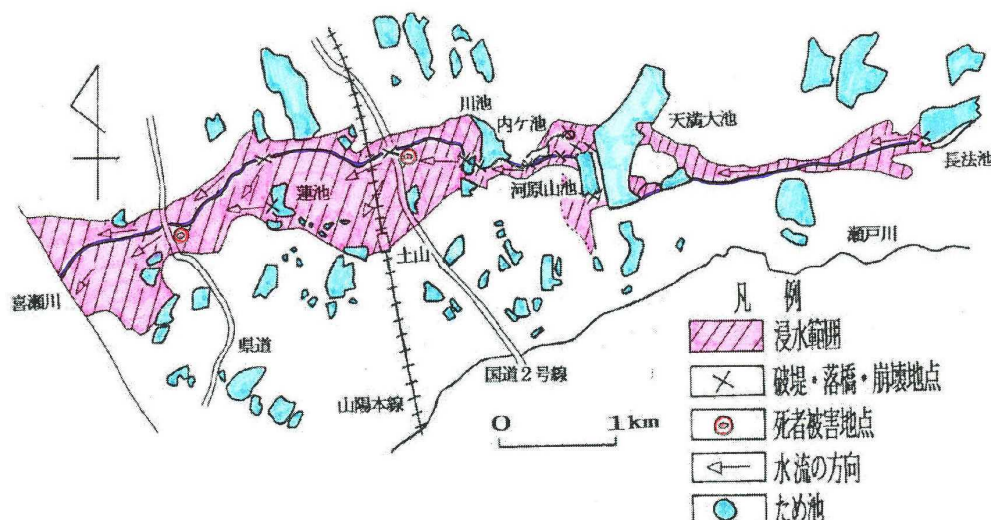 川池
内ケ池
天満大池
長法池
河原山池
蓮池
瀬戸川
土山
喜瀬川
県道
国道2号線
山陽本線
0 1km
凡 例
浸水範囲
破堤・落橋・崩壊地点
死者被害地点
水流の方向
ため池